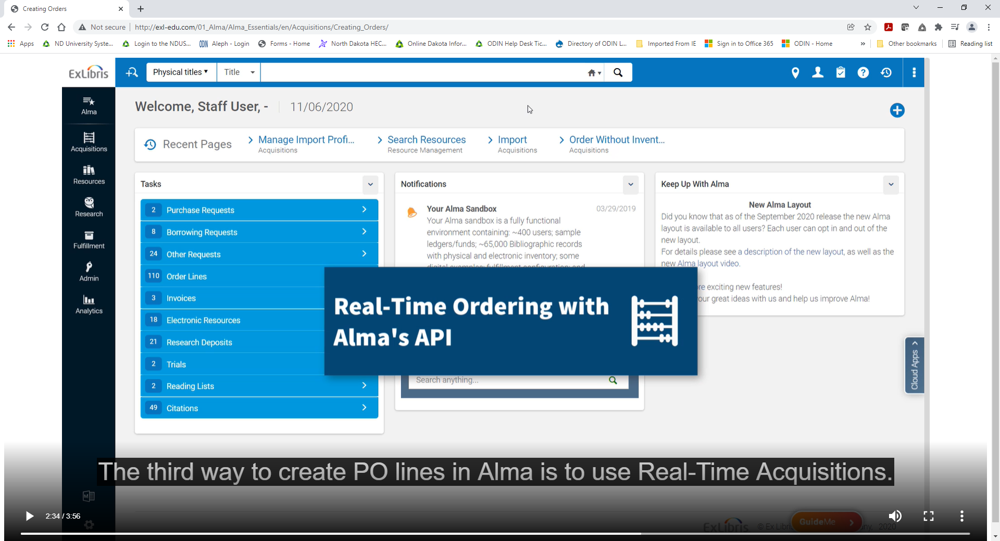 Creating Orders
Not secure
http://exl-edu.com/01_Alma/Alma_Essentials/en/Acquisitions/Creating_Orders/
Apps
ND University Syste...
Login to the NDUS...
ODIN Aleph - Login
Forms - Home
North Dakota HEC...
Online Dakota Infor...
ODIN Help Desk Tic...
Directory of ODIN L...
Imported From IE
Sign in to Office 365
ODIN - Home
»
Other bookmarks
Reading list
ExLibris
Physical titles
Title
Welcome, Staff User, -
11/06/2020
Alma
Acquisitions
Resources
Research
Fulfillment
Admin
Analytics
Recent Pages
Manage Import Profi...
Acquisitions
Search Resources
Resource Management
Import
Acquisitions
Order Without Invent...
Acquisitions
Tasks
2 Purchase Requests
8 Borrowing Requests
24 Other Requests
110 Order Lines
3 Invoices
18 Electronic Resources
21 Research Deposits
2 Trials
2 Reading Lists
49 Citations
Notifications
Your Alma Sandbox
03/29/2019
Your Alma sandbox is a fully functional
environment containing: ~400 users; sample
ledgers/funds; ~65,000 Bibliographic records
with physical and electronic inventory; some
digital examples; fulfillment configuration; and
Search anything...
Keep Up With Alma
New Alma Layout
Did you know that as of the September 2020 release the new Alma
layout is available to all users? Each user can opt in and out of the
new layout.
For details please see a description of the new layout, as well as the
new Alma layout video.
exciting new features!
great ideas with us and help us improve Alma!
Real-Time Ordering with
Alma's API
Cloud Apps
The third way to create PO lines in Alma is to use Real-Time Acquisitions.
2:34 / 3:56
ExLibris
© Ex
GuideMe
2020